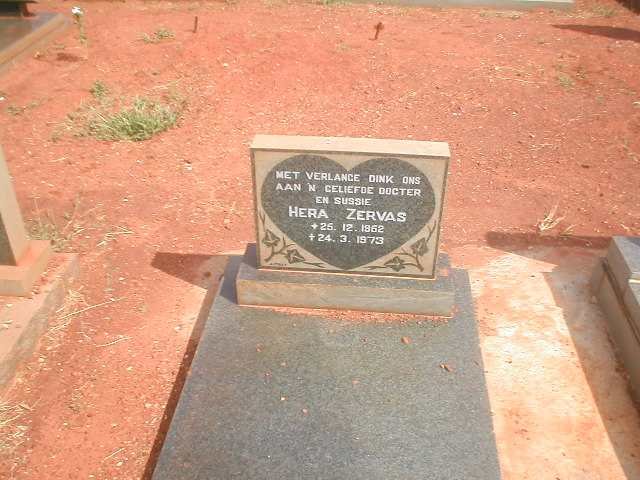 MET VERLANGE DINK ONS
AAN 'N GELIEFDE DOGTER
EN SUSSIE
HERA ZERVAS
* 25. 12. 1962
† 24. 3. 1973